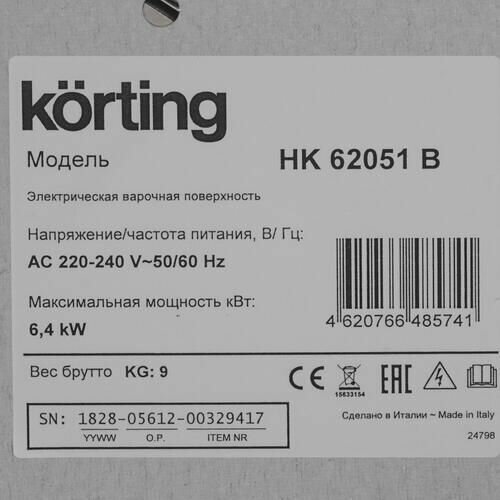 körting
Модель HK 62051 B
Электрическая варочная поверхность
Напряжение/частота питания, В/ Гц:
AC 220-240 V~50/60 Hz
Максимальная мощность кВт:
6,4 kW
4 620766 485741
Вес брутто KG: 9
CE EAC
15633154
SN: 1828-05612-00329417
YYWW O.P. ITEM NR
Сделано в Италии ~ Made in Italy
24798